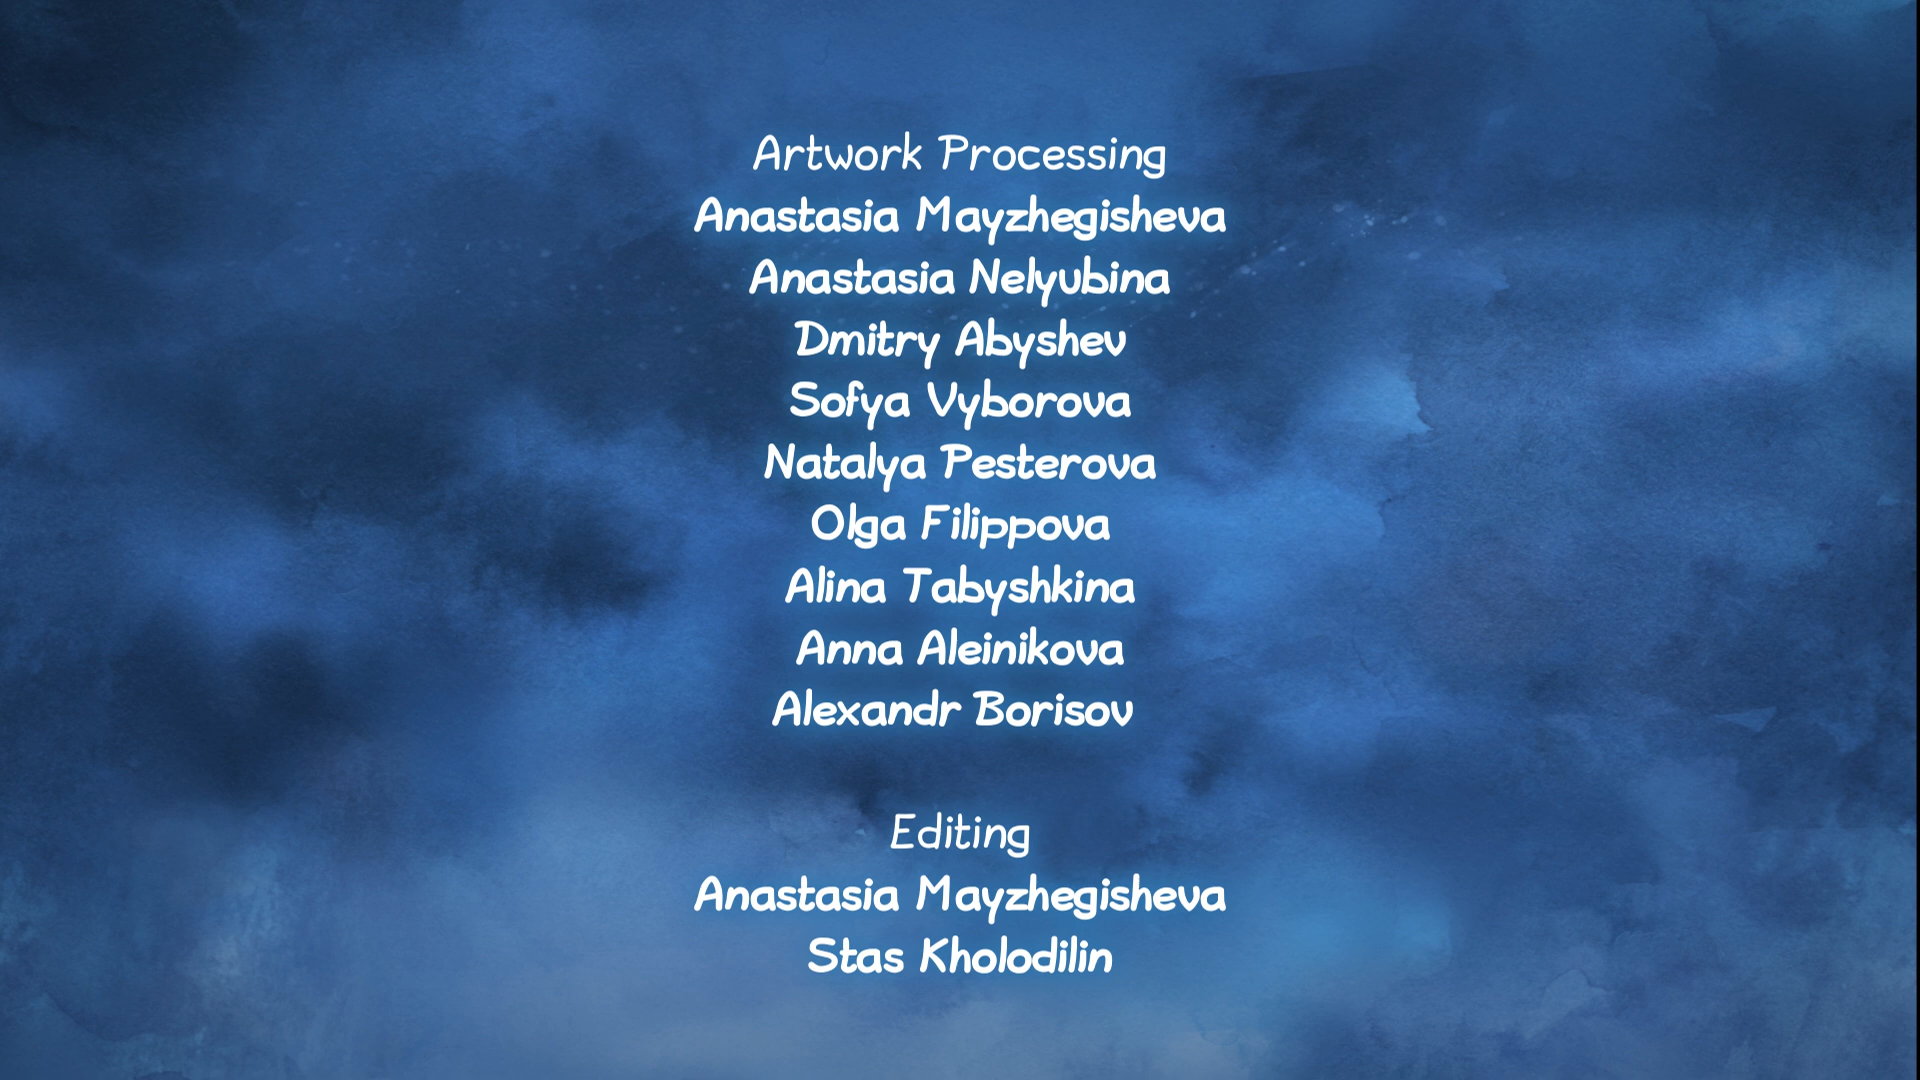 Artwork Processing
Anastasia Mayzhegisheva
Anastasia Nelyubina
Dmitry Abyshev
Sofya Vyborova
Natalya Pesterova
Olga Filippova
Alina Tabyshkina
Anna Aleinikova
Alexandr Borisov
Editing
Anastasia Mayzhegisheva
Stas Kholodilin